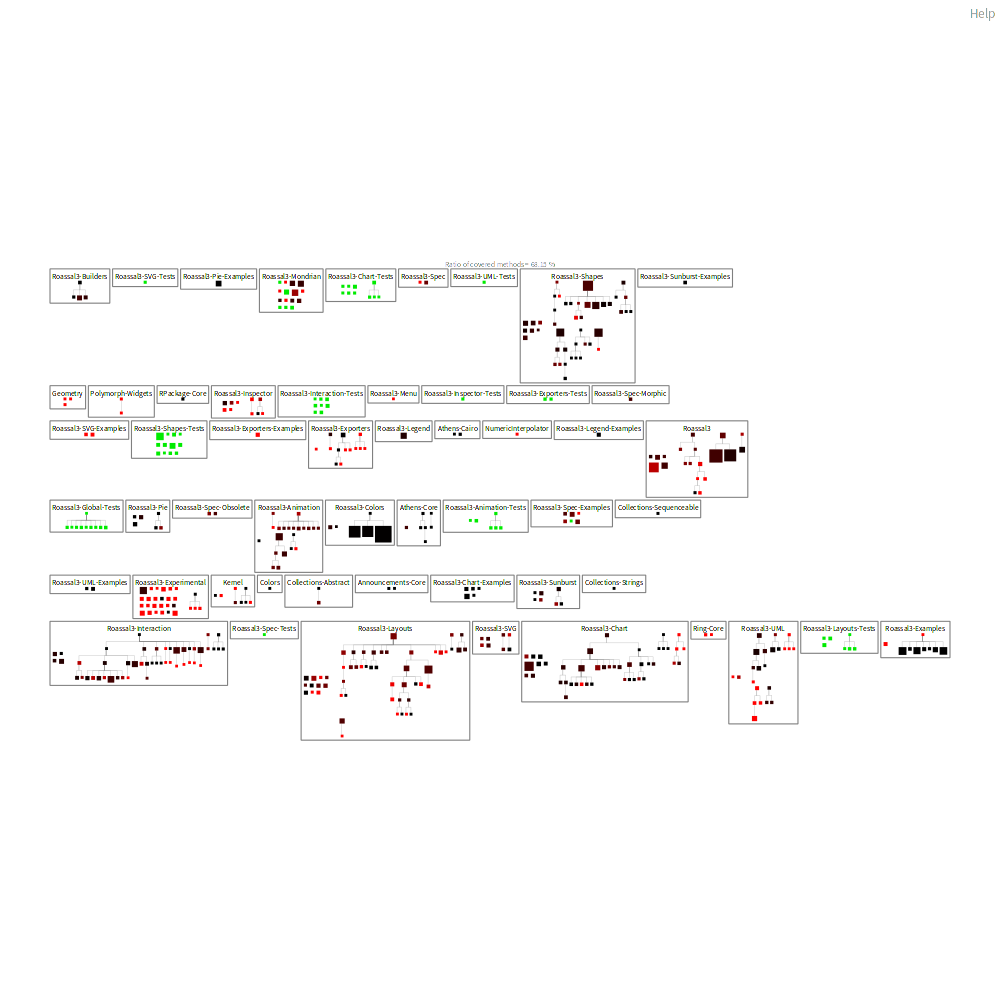 Help
Ratio of covered methods = 68.13 %
Roassal3-Builders
Roassal3-SVG-Tests
Roassal3-Pie-Examples
Roassal3-Mondrian
Roassal3-Chart-Tests
Roassal3-Spec
Roassal3-UML-Tests
Roassal3-Shapes
Roassal3-Sunburst-Examples
Geometry
Polymorph-Widgets
RPackage-Core
Roassal3-Inspector
Roassal3-Interaction-Tests
Roassal3-Menu
Roassal3-Inspector-Tests
Roassal3-Exporters-Tests
Roassal3-Spec-Morphic
Roassal3-SVG-Examples
Roassal3-Shapes-Tests
Roassal3-Exporters-Examples
Roassal3-Exporters
Roassal3-Legend
Athens-Cairo
NumericInterpolator
Roassal3-Legend-Examples
Roassal3
Roassal3-Global-Tests
Roassal3-Pie
Roassal3-Spec-Obsolete
Roassal3-Animation
Roassal3-Colors
Athens-Core
Roassal3-Animation-Tests
Roassal3-Spec-Examples
Collections-Sequenceable
Roassal3-UML-Examples
Roassal3-Experimental
Kernel
Colors
Collections-Abstract
Announcements-Core
Roassal3-Chart-Examples
Roassal3-Sunburst
Collections-Strings
Roassal3-Interaction
Roassal3-Spec-Tests
Roassal3-Layouts
Roassal3-SVG
Roassal3-Chart
Ring-Core
Roassal3-UML
Roassal3-Layouts-Tests
Roassal3-Examples